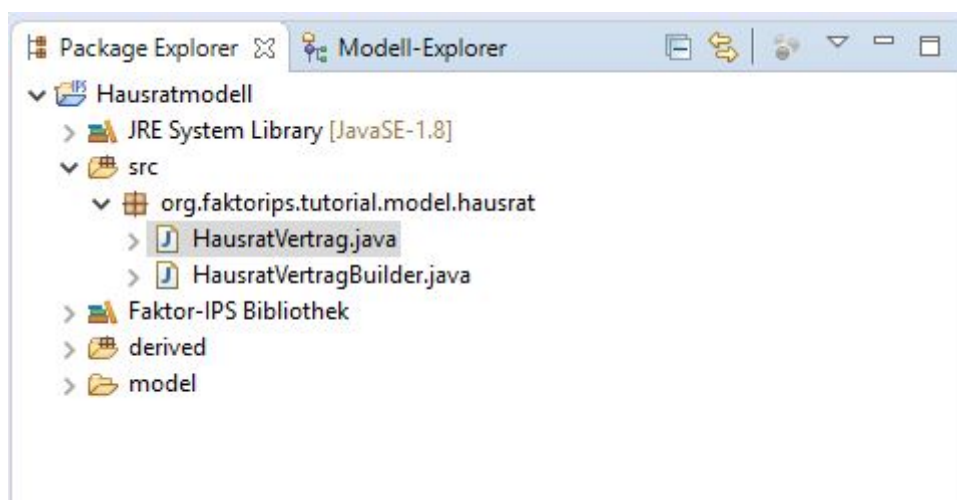 Package Explorer Modell-Explorer
Hausratmodell
JRE System Library [JavaSE-1.8]
src
org.faktorips.tutorial.model.hausrat
HausratVertrag.java
HausratVertragBuilder.java
Faktor-IPS Bibliothek
derived
model